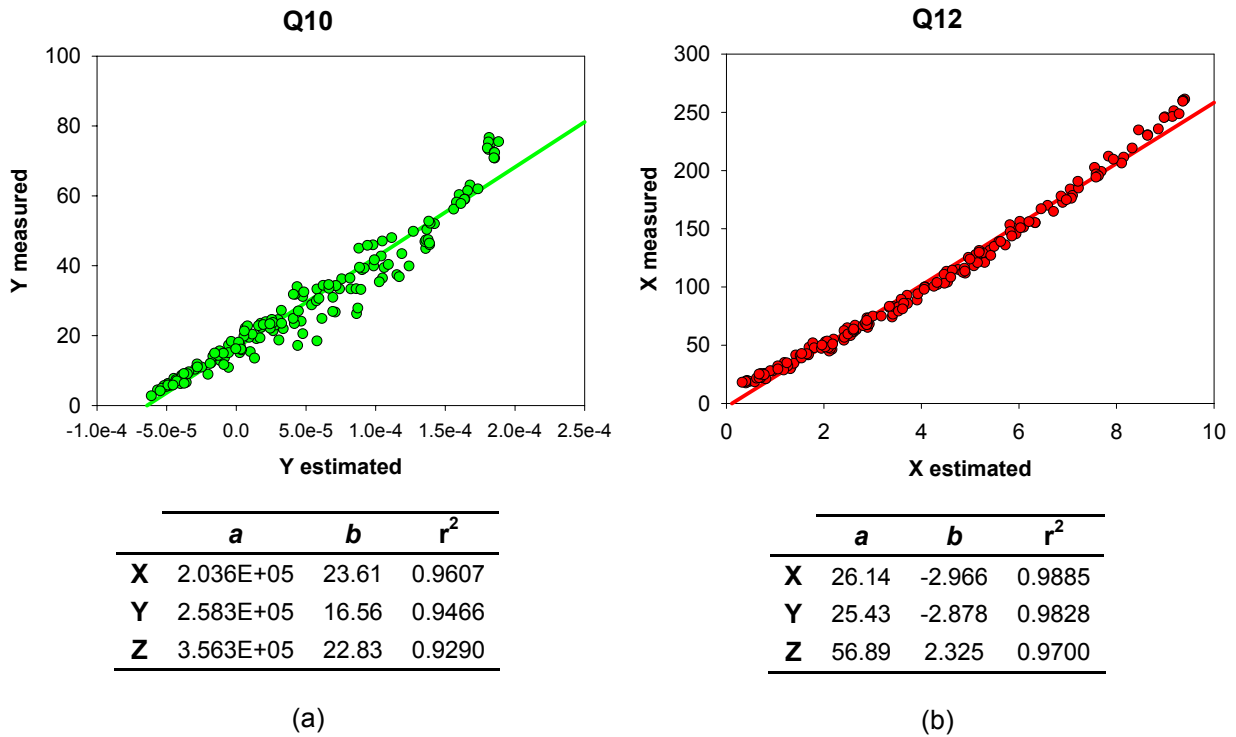 Q10
100
80
60
40
20
0
Y measured
-1.0e-4 -5.0e-5 0.0 5.0e-5 1.0e-4 1.5e-4 2.0e-4 2.5e-4
Y estimated
a b r²
X 2.036E+05 23.61 0.9607
Y 2.583E+05 16.56 0.9466
Z 3.563E+05 22.83 0.9290
(a)
Q12
300
250
200
150
100
50
0
X measured
0 2 4 6 8 10
X estimated
a b r²
X 26.14 -2.966 0.9885
Y 25.43 -2.878 0.9828
Z 56.89 2.325 0.9700
(b)